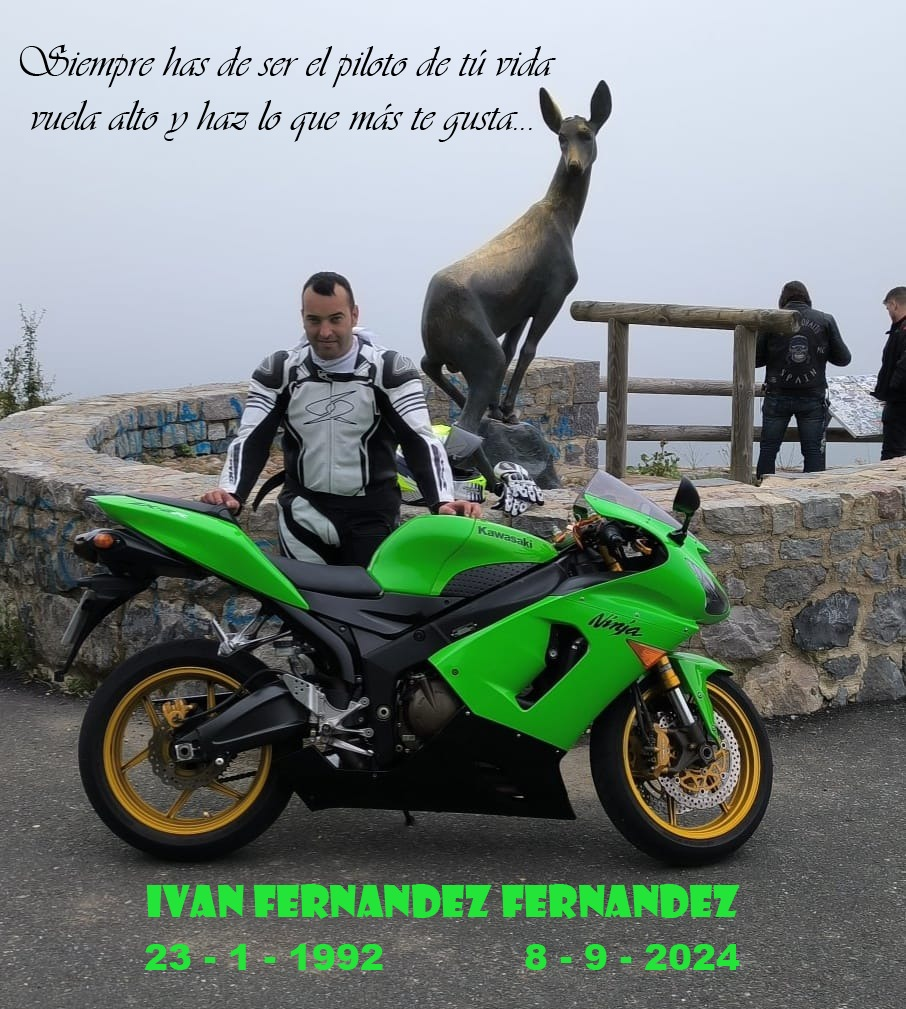 Siempre has de ser el piloto de tú vida
vuela alto y haz lo que más te gusta...
SPAIN
Kawasaki
Ninja
IVAN FERNANDEZ FERNANDEZ
23 - 1 - 1992 8 - 9 - 2024